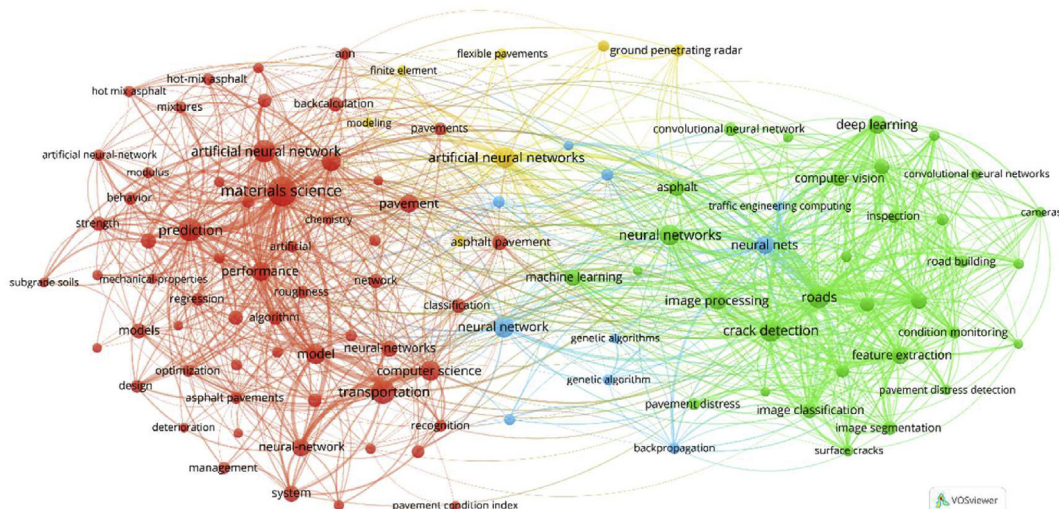 ann
flexible pavements
ground penetrating radar
hot-mix asphalt
finite element
hot mix asphalt
mixtures
backcalculation
modeling
pavements
convolutional neural network
deep learning
artificial neural-network
artificial neural network
artificial neural networks
modulus
computer vision
convolutional neural networks
behavior
materials science
asphalt
strength
chemistry
pavement
traffic engineering computing
inspection
cameras
prediction
artificial
asphalt pavement
neural networks
neural nets
subgrade soils
mechanical-properties
performance
network
machine learning
road building
regression
roughness
classification
image processing
roads
models
algorithm
neural network
crack detection
condition monitoring
model
neural-networks
genetic algorithms
feature extraction
optimization
computer science
genetic algorithm
design
asphalt pavements
transportation
pavement distress
pavement distress detection
deterioration
recognition
image classification
image segmentation
neural-network
backpropagation
surface cracks
management
system
pavement condition index
VOSviewer